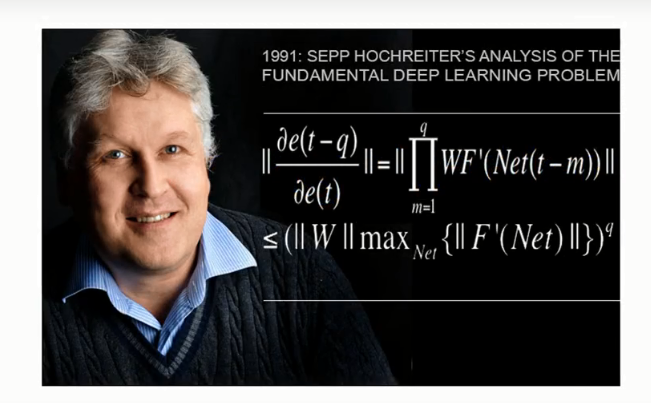 1991: SEPP HOCHREITER'S ANALYSIS OF THE
FUNDAMENTAL DEEP LEARNING PROBLEM
‖∂e(t−q)/∂e(t)‖=‖∏_{m=1}^{q}WF'(Net(t−m))‖
≤(‖W‖max_{Net}{‖F'(Net)‖})^q